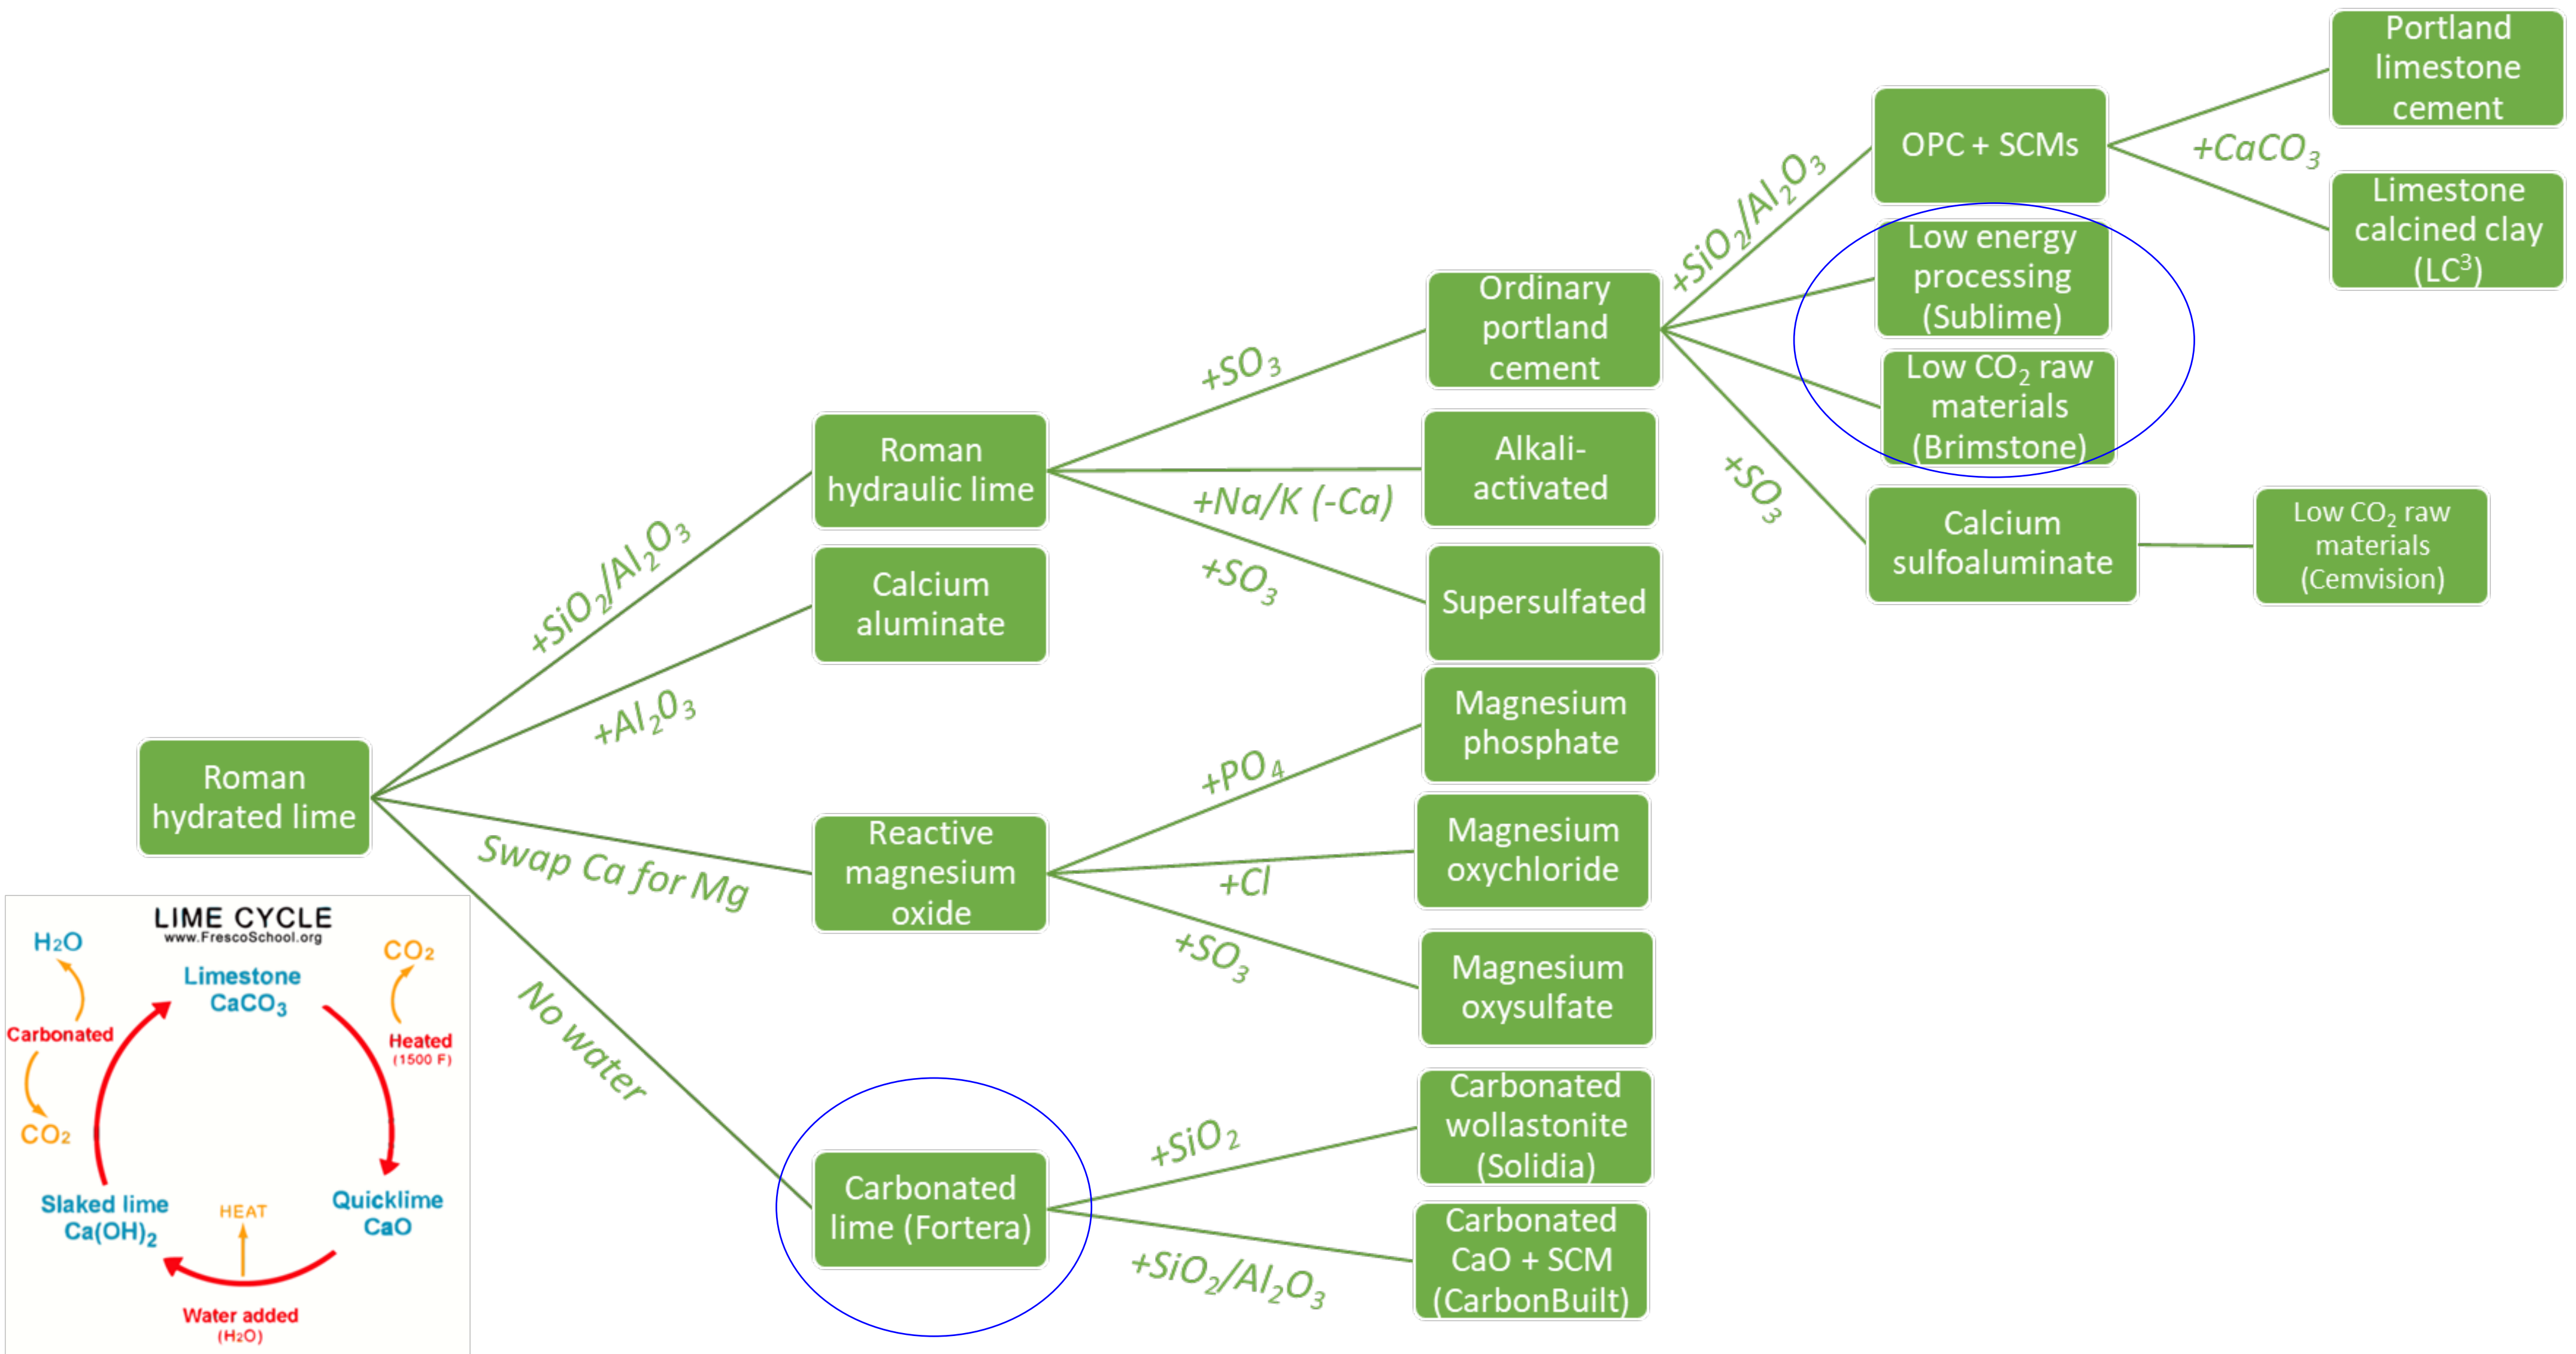 Roman
hydrated lime
+SiO₂/Al₂O₃
+Al₂0₃
Swap Ca for Mg
No water
Roman
hydraulic lime
Calcium
aluminate
Reactive
magnesium
oxide
Carbonated
lime (Fortera)
+SO₃
+Na/K (-Ca)
+SO₃
+PO₄
+Cl
+SO₃
+SiO₂
+SiO₂/Al₂O₃
Ordinary
portland
cement
Alkali-
activated
Supersulfated
Magnesium
phosphate
Magnesium
oxychloride
Magnesium
oxysulfate
Carbonated
wollastonite
(Solidia)
Carbonated
CaO + SCM
(CarbonBuilt)
+SiO₂/Al₂O₃
+SO₃
OPC + SCMs
Low energy
processing
(Sublime)
Low CO₂ raw
materials
(Brimstone)
Calcium
sulfoaluminate
+CaCO₃
Portland
limestone
cement
Limestone
calcined clay
(LC³)
Low CO₂ raw
materials
(Cemvision)
LIME CYCLE
www.FrescoSchool.org
H₂O
CO₂
Limestone
CaCO₃
Carbonated
Heated
(1500 F)
CO₂
Slaked lime
Ca(OH)₂
HEAT
Quicklime
CaO
Water added
(H₂O)